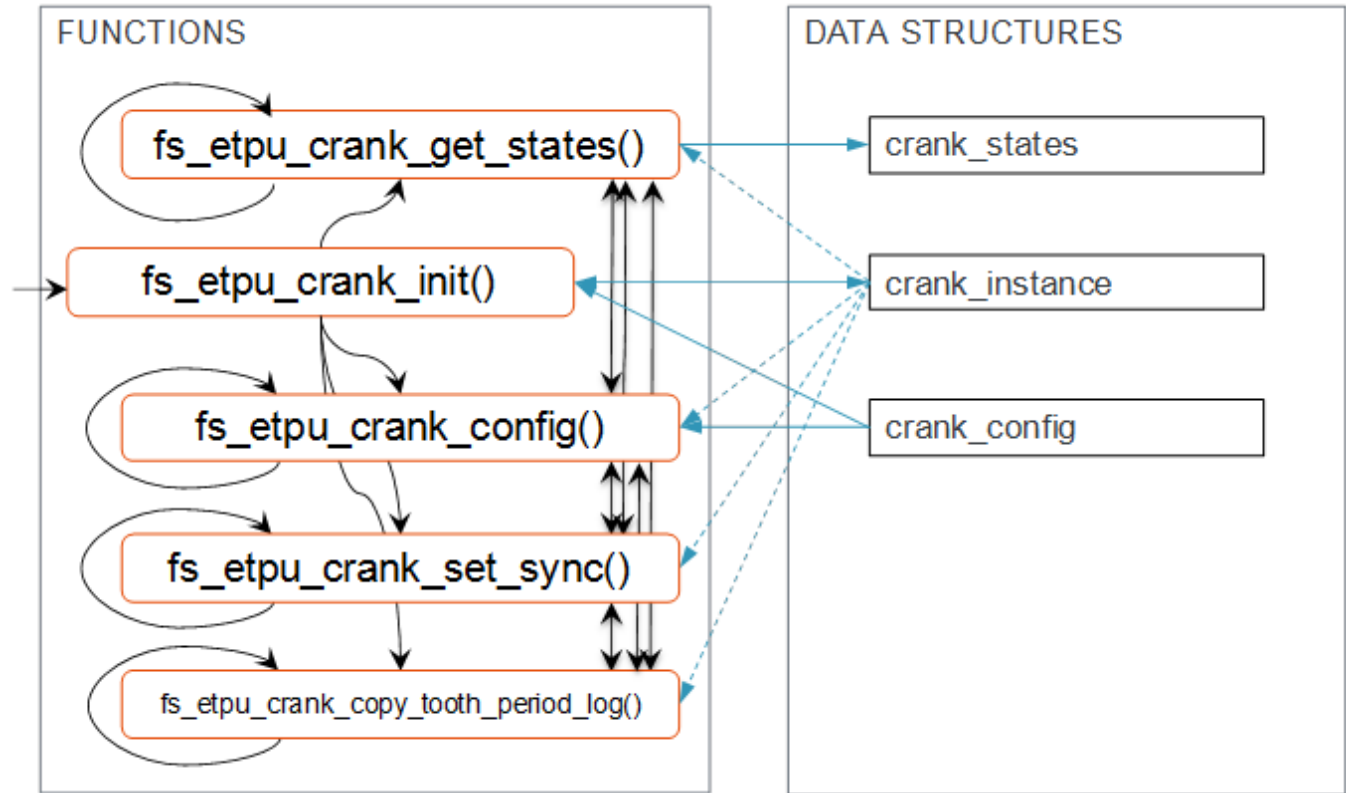 FUNCTIONS
fs_etpu_crank_get_states()
fs_etpu_crank_init()
fs_etpu_crank_config()
fs_etpu_crank_set_sync()
fs_etpu_crank_copy_tooth_period_log()
DATA STRUCTURES
crank_states
crank_instance
crank_config